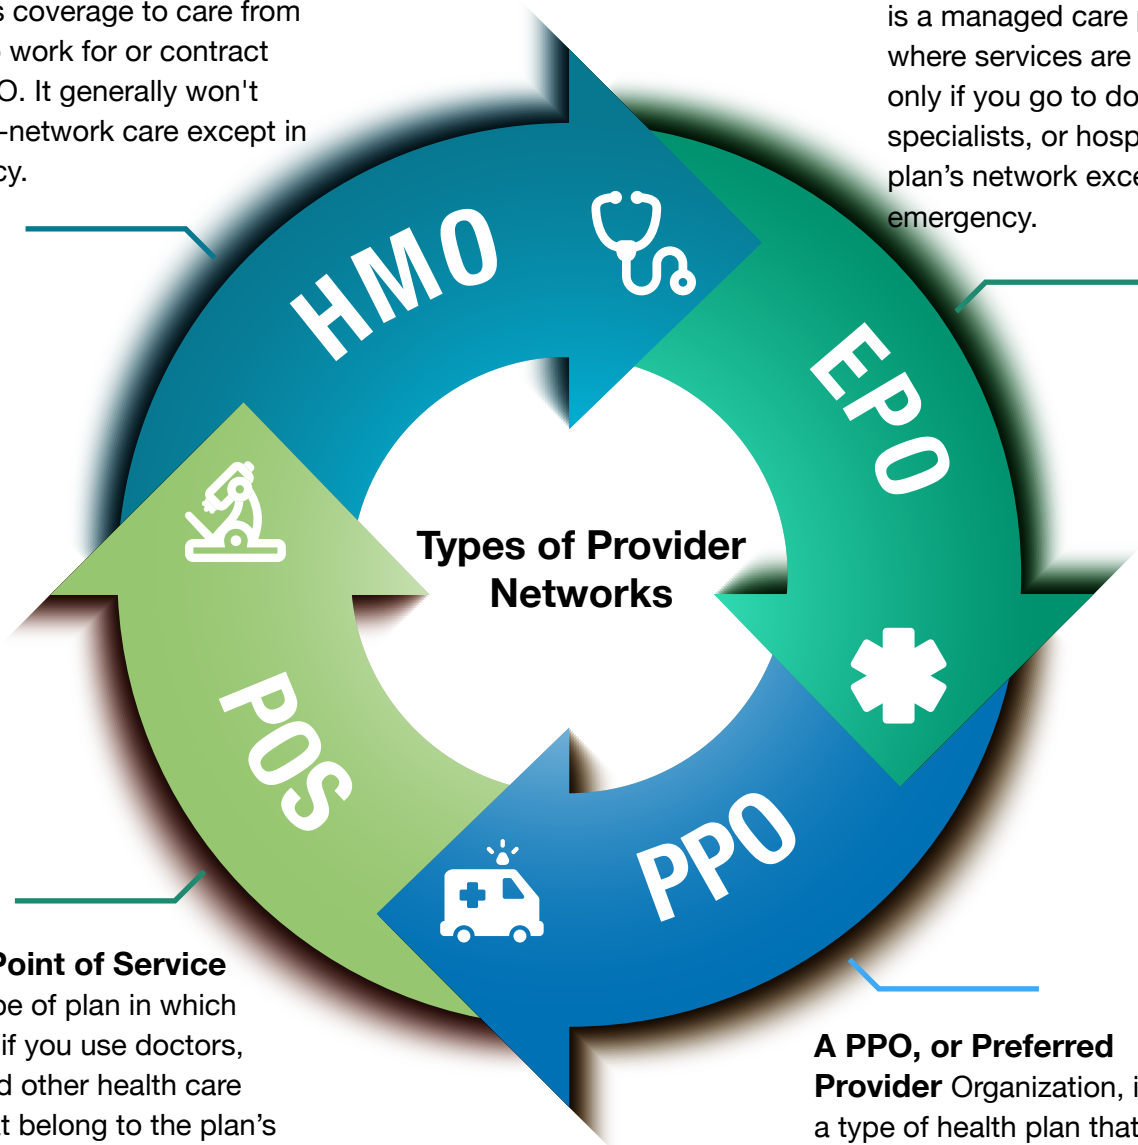 coverage to care from
work for or contract
O. It generally won't
-network care except in
cy.
is a managed care
where services are
only if you go to do
specialists, or hosp
plan’s network exce
emergency.
HMO
EPO
Types of Provider
Networks
POS
PPO
Point of Service
pe of plan in which
if you use doctors,
d other health care
t belong to the plan’s
A PPO, or Preferred
Provider Organization, i
a type of health plan that